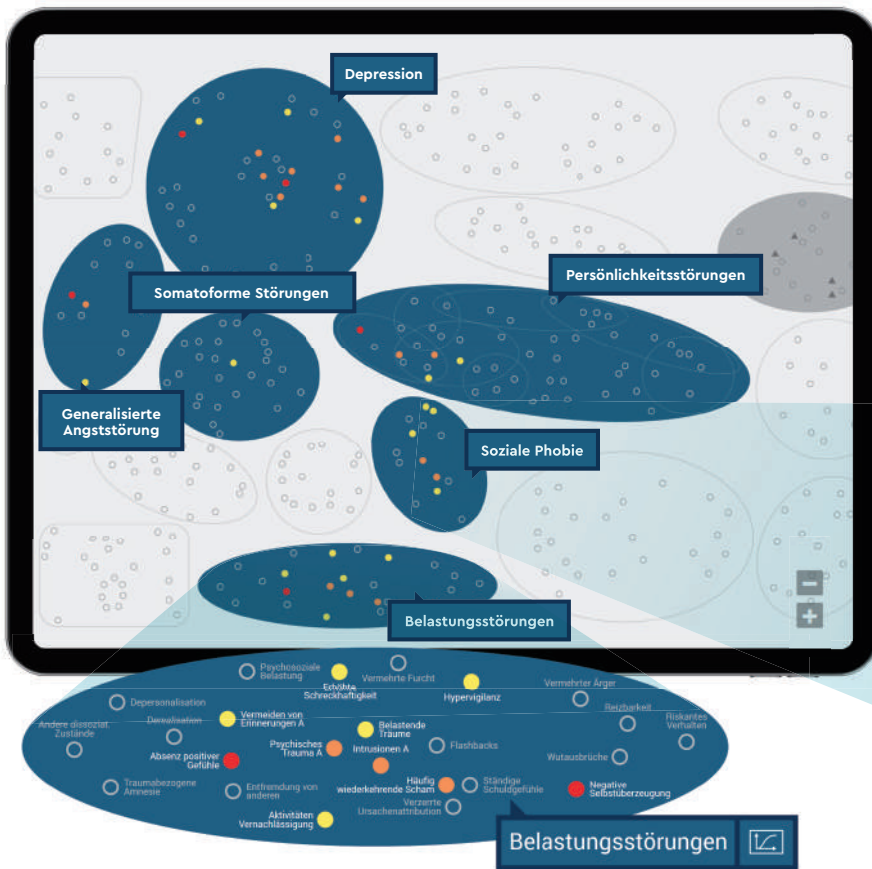 Depression
Persönlichkeitsstörungen
Somatoforme Störungen
Generalisierte
Angststörung
Soziale Phobie
Belastungsstörungen
Psychosoziale
Belastung
Erhöhte
Schreckhaftigkeit
Vermehrte Furcht
Hypervigilanz
Vermehrter Ärger
Depersonalisation
Reizbarkeit
Riskantes
Verhalten
Andere dissoziat.
Zustände
Derealisation
Vermeiden von
Erinnerungen A
Belastende
Träume
Psychisches
Trauma A
Intrusionen A
Flashbacks
Wutausbrüche
Absenz positiver
Gefühle
Traumabezogene
Amnesie
Entfremdung von
anderen
Häufig
wiederkehrende Scham
Ständige
Schuldgefühle
Negative
Selbstüberzeugung
Verzerrte
Ursachenattribution
Aktivitäten
Vernachlässigung
Belastungsstörungen